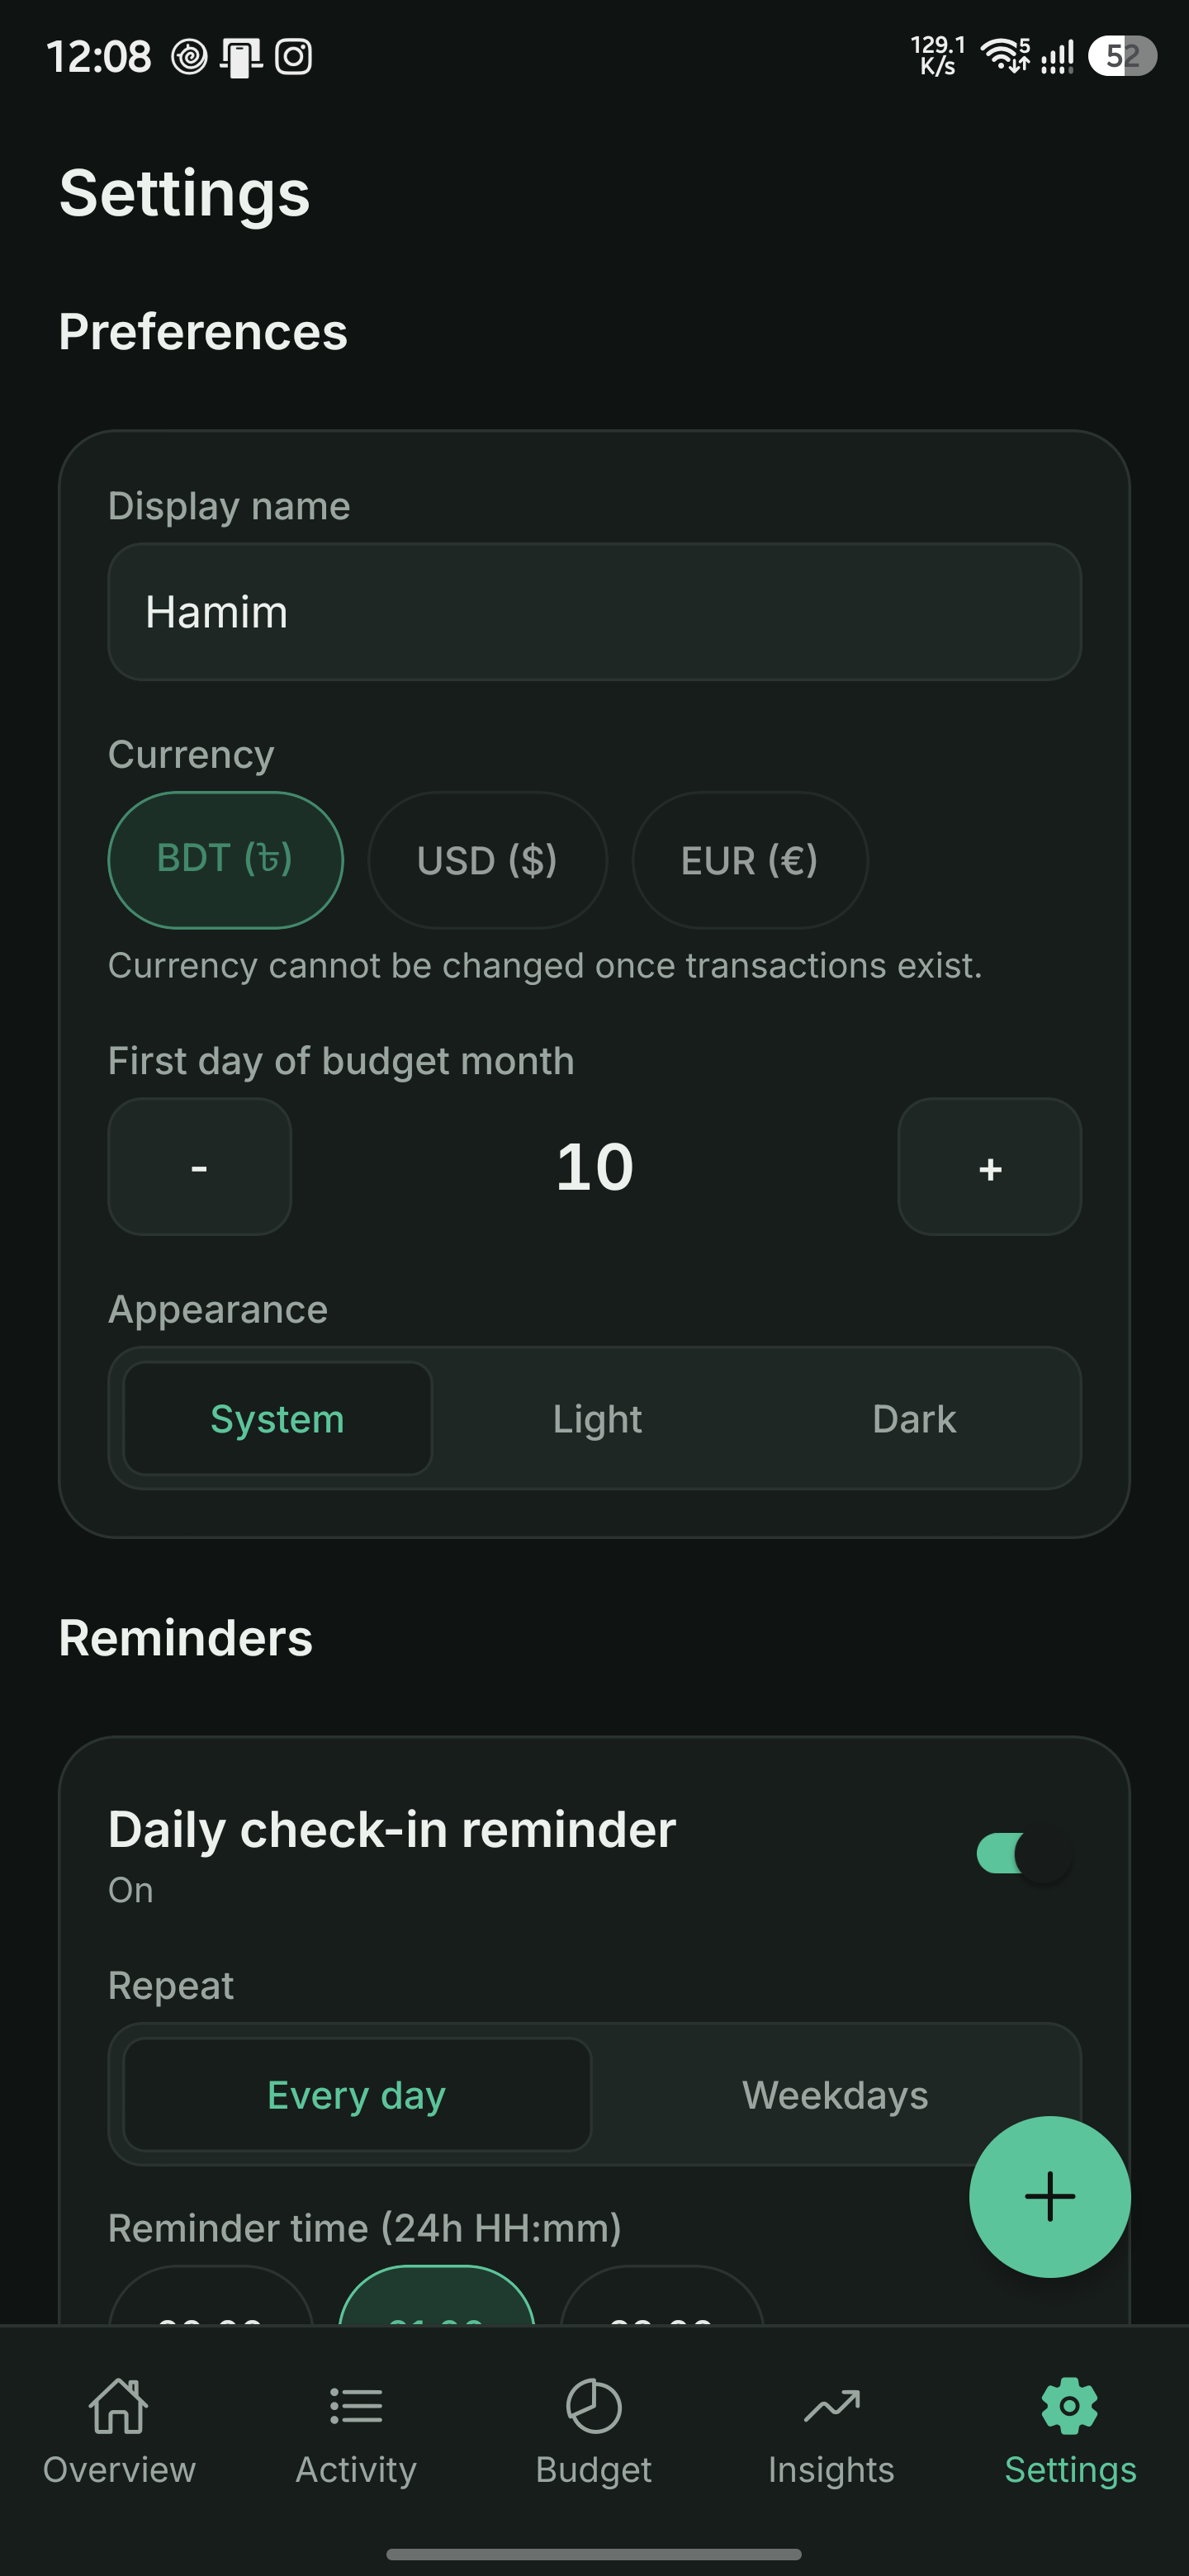 12:08
129.1
K/s
5
52
Settings
Preferences
Display name
Hamim
Currency
BDT (৳)
USD ($)
EUR (€)
Currency cannot be changed once transactions exist.
First day of budget month
-
10
+
Appearance
System
Light
Dark
Reminders
Daily check-in reminder
On
Repeat
Every day
Weekdays
Reminder time (24h HH:mm)
Overview
Activity
Budget
Insights
Settings